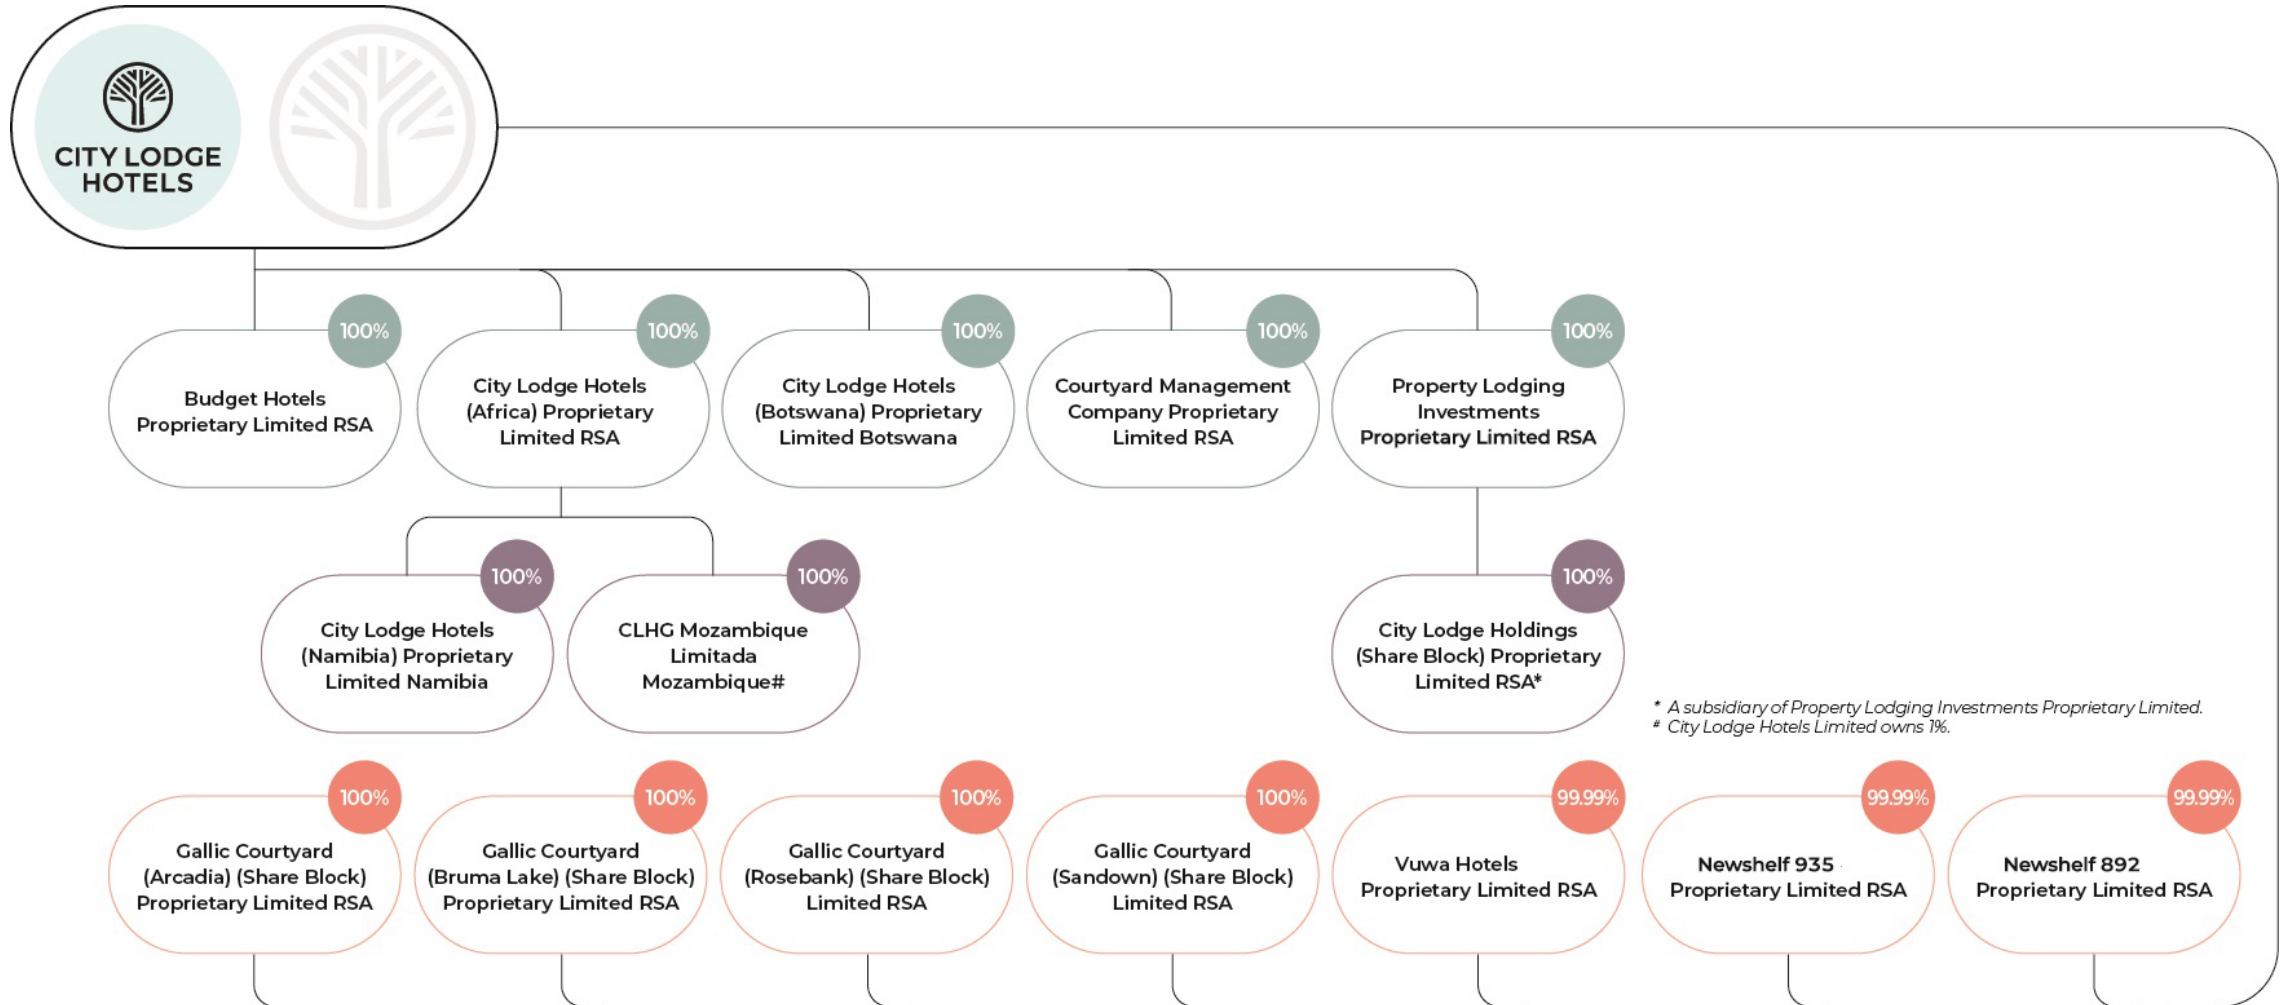 CITY LODGE
HOTELS
100%
Budget Hotels
Proprietary Limited RSA
100%
City Lodge Hotels
(Africa) Proprietary
Limited RSA
100%
City Lodge Hotels
(Botswana) Proprietary
Limited Botswana
100%
Courtyard Management
Company Proprietary
Limited RSA
100%
Property Lodging
Investments
Proprietary Limited RSA
100%
City Lodge Hotels
(Namibia) Proprietary
Limited Namibia
100%
CLHG Mozambique
Limitada
Mozambique#
100%
City Lodge Holdings
(Share Block) Proprietary
Limited RSA*
* A subsidiary of Property Lodging Investments Proprietary Limited.
# City Lodge Hotels Limited owns 1%.
100%
Gallic Courtyard
(Arcadia) (Share Block)
Proprietary Limited RSA
100%
Gallic Courtyard
(Bruma Lake) (Share Block)
Proprietary Limited RSA
100%
Gallic Courtyard
(Rosebank) (Share Block)
Limited RSA
100%
Gallic Courtyard
(Sandown) (Share Block)
Limited RSA
99.99%
Vuwa Hotels
Proprietary Limited RSA
99.99%
Newshelf 935
Proprietary Limited RSA
99.99%
Newshelf 892
Proprietary Limited RSA